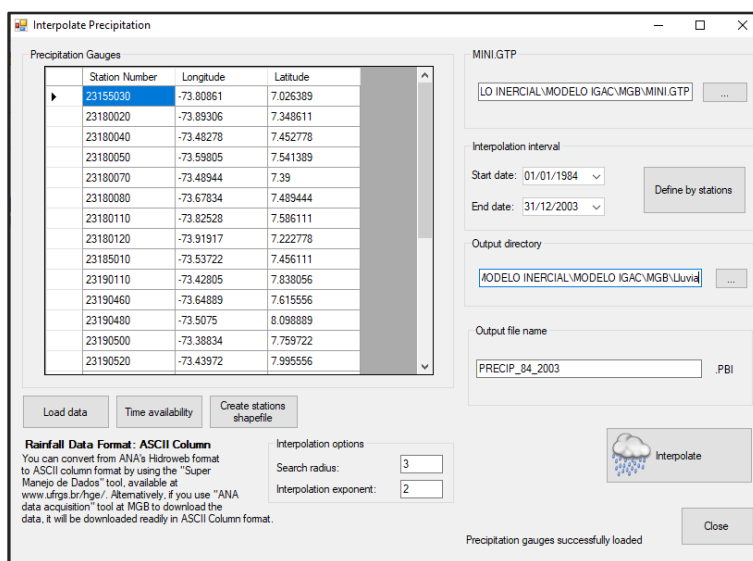 Interpolate Precipitation
Precipitation Gauges
Station Number Longitude Latitude
23155030 -73.80861 7.026389
23180020 -73.89306 7.348611
23180040 -73.48278 7.452778
23180050 -73.59805 7.541389
23180070 -73.48944 7.39
23180080 -73.67834 7.489444
23180110 -73.82528 7.586111
23180120 -73.91917 7.222778
23185010 -73.53722 7.456111
23190110 -73.42805 7.838056
23190460 -73.64889 7.615556
23190480 -73.5075 8.098889
23190500 -73.38834 7.759722
23190520 -73.43972 7.995556
Load data
Time availability
Create stations
shapefile
Rainfall Data Format: ASCII Column
You can convert from ANA's Hidroweb format
to ASCII column format by using the "Super
Manejo de Dados" tool, available at
www.ufrgs.br/hge/. Alternatively, if you use "ANA
data acquisition" tool at MGB to download the
data, it will be downloaded readily in ASCII Column format.
Interpolation options
Search radius: 3
Interpolation exponent: 2
MINI.GTP
LO INERCIAL\MODELO IGAC\MGB\MINI.GTP ...
Interpolation interval
Start date: 01/01/1984
End date: 31/12/2003
Define by stations
Output directory
MODELO INERCIAL\MODELO IGAC\MGB\Lluvia ...
Output file name
PRECIP_84_2003 .PBI
Interpolate
Close
Precipitation gauges successfully loaded